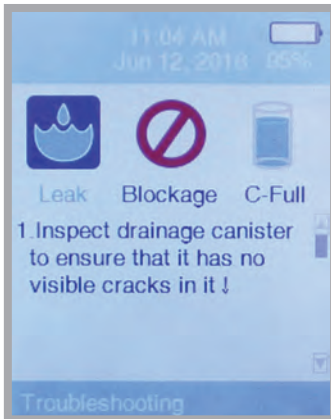 11:04 AM
Jun 12, 2018 95%
Leak Blockage C-Full
1.Inspect drainage canister
to ensure that it has no
visible cracks in it !
Troubleshooting